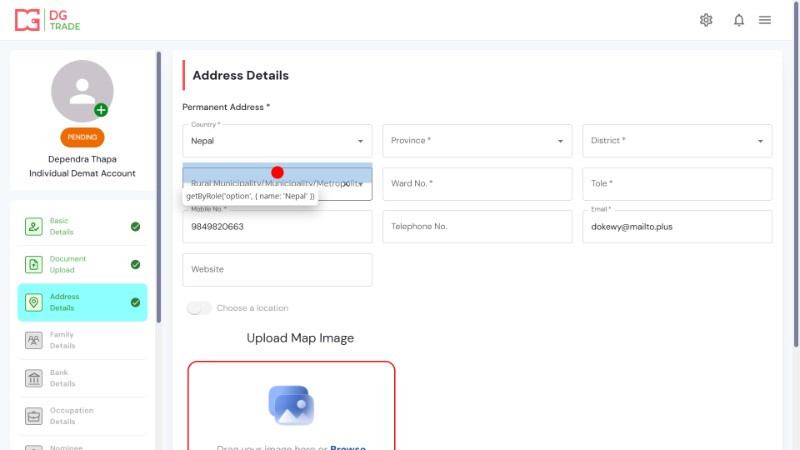 DG
TRADE
PENDING
Dependra Thapa
Individual Demat Account
Basic
Details
Document
Upload
Address
Details
Family
Details
Bank
Details
Occupation
Details
Nominee
Address Details
Permanent Address *
Country *
Nepal
Province *
District *
Rural Municipality/Municipality/Metropolit
Ward No. *
Tole *
getByRole('option', { name: 'Nepal' })
Mobile No. *
9849820663
Telephone No.
Email *
dokewy@mailto.plus
Website
Choose a location
Upload Map Image
Drag your image here or Browse